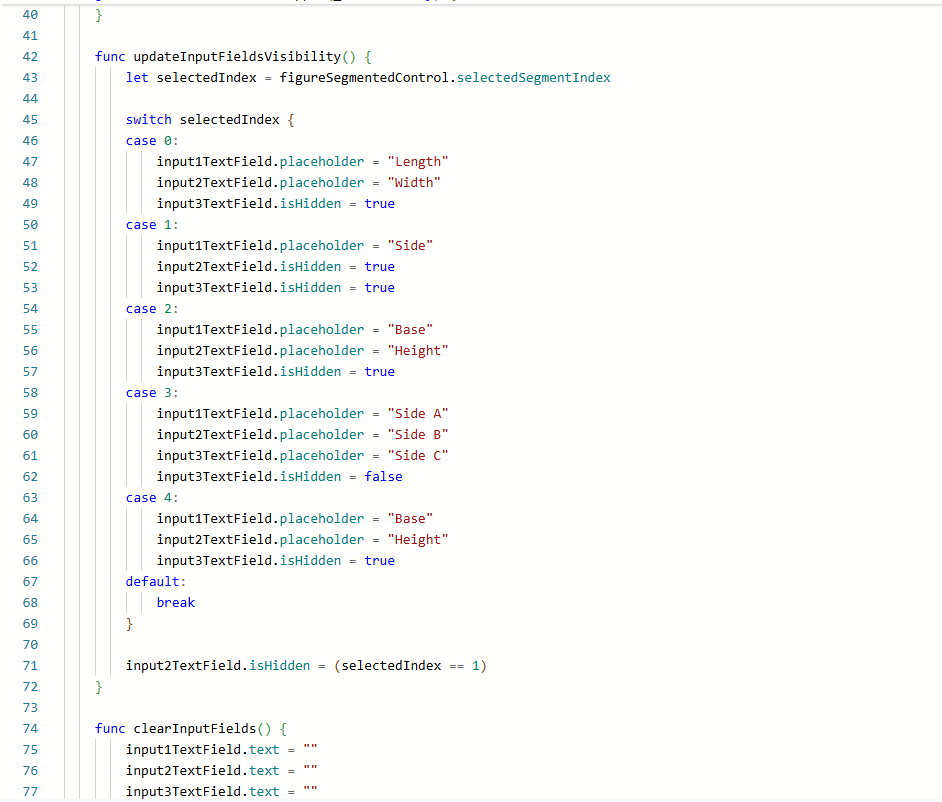 40 }
41
42 func updateInputFieldsVisibility() {
43 let selectedIndex = figureSegmentedControl.selectedSegmentIndex
44
45 switch selectedIndex {
46 case 0:
47 input1TextField.placeholder = "Length"
48 input2TextField.placeholder = "Width"
49 input3TextField.isHidden = true
50 case 1:
51 input1TextField.placeholder = "Side"
52 input2TextField.isHidden = true
53 input3TextField.isHidden = true
54 case 2:
55 input1TextField.placeholder = "Base"
56 input2TextField.placeholder = "Height"
57 input3TextField.isHidden = true
58 case 3:
59 input1TextField.placeholder = "Side A"
60 input2TextField.placeholder = "Side B"
61 input3TextField.placeholder = "Side C"
62 input3TextField.isHidden = false
63 case 4:
64 input1TextField.placeholder = "Base"
65 input2TextField.placeholder = "Height"
66 input3TextField.isHidden = true
67 default:
68 break
69 }
70
71 input2TextField.isHidden = (selectedIndex == 1)
72 }
73
74 func clearInputFields() {
75 input1TextField.text = ""
76 input2TextField.text = ""
77 input3TextField.text = ""